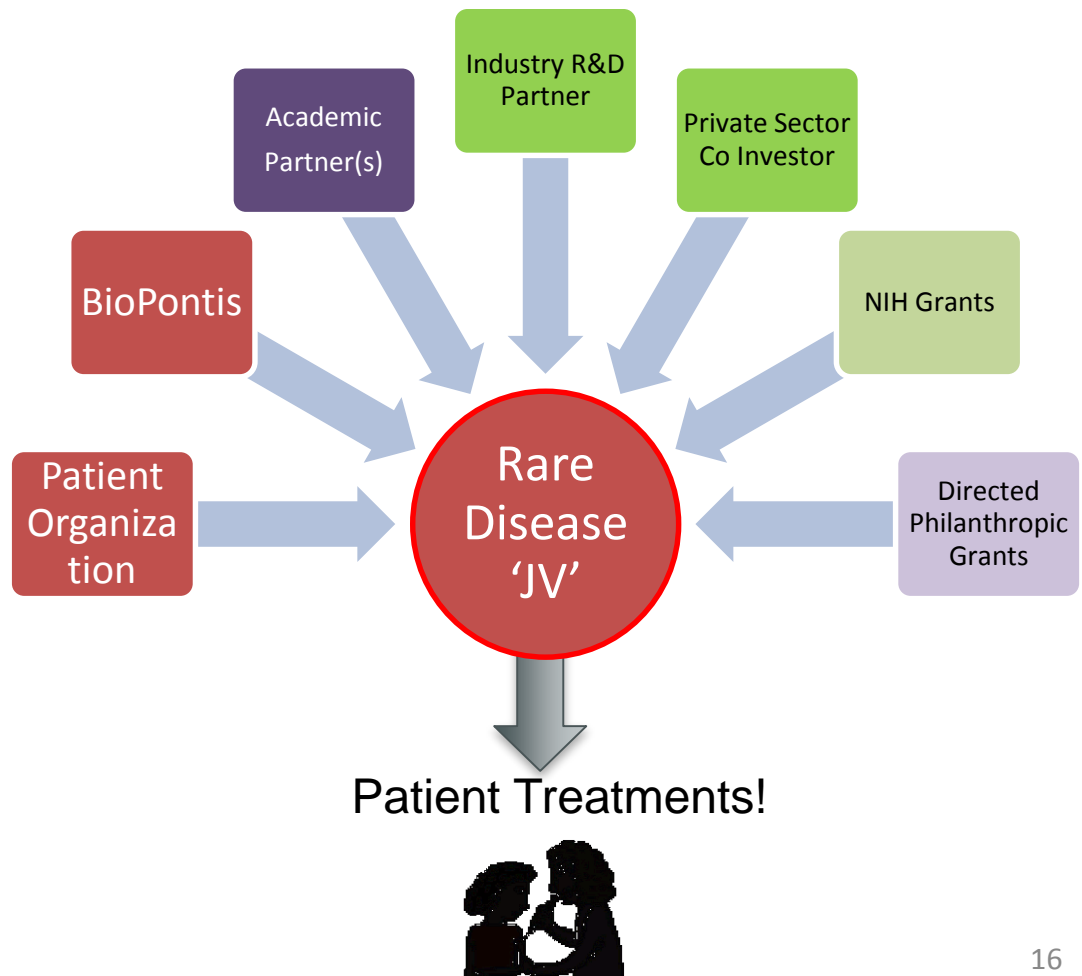 Industry R&D
Partner
Academic
Partner(s)
Private Sector
Co Investor
BioPontis
NIH Grants
Patient
Organiza
tion
Rare
Disease
‘JV’
Directed
Philanthropic
Grants
Patient Treatments!
16